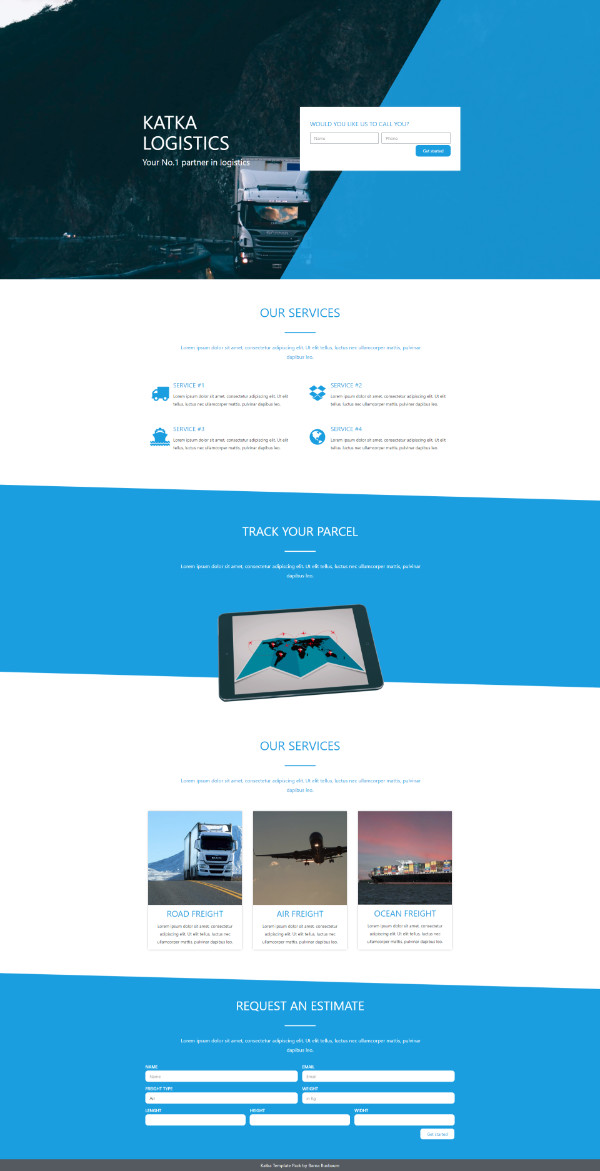 KATKA
LOGISTICS
Your No.1 partner in logistics
WOULD YOU LIKE US TO CALL YOU?
Name
Phone
Get started
OUR SERVICES
Lorem ipsum dolor sit amet, consectetur adipiscing elit. Ut elit tellus, luctus nec ullamcorper mattis, pulvinar
dapibus leo.
SERVICE #1
Lorem ipsum dolor sit amet, consectetur adipiscing elit. Ut elit
tellus, luctus nec ullamcorper mattis, pulvinar dapibus leo.
SERVICE #2
Lorem ipsum dolor sit amet, consectetur adipiscing elit. Ut elit
tellus, luctus nec ullamcorper mattis, pulvinar dapibus leo.
SERVICE #3
Lorem ipsum dolor sit amet, consectetur adipiscing elit. Ut elit
tellus, luctus nec ullamcorper mattis, pulvinar dapibus leo.
SERVICE #4
Lorem ipsum dolor sit amet, consectetur adipiscing elit. Ut elit
tellus, luctus nec ullamcorper mattis, pulvinar dapibus leo.
TRACK YOUR PARCEL
Lorem ipsum dolor sit amet, consectetur adipiscing elit. Ut elit tellus, luctus nec ullamcorper mattis, pulvinar
dapibus leo.
OUR SERVICES
Lorem ipsum dolor sit amet, consectetur adipiscing elit. Ut elit tellus, luctus nec ullamcorper mattis, pulvinar
dapibus leo.
ROAD FREIGHT
Lorem ipsum dolor sit amet, consectetur
adipiscing elit. Ut elit tellus, luctus nec
ullamcorper mattis, pulvinar dapibus leo.
AIR FREIGHT
Lorem ipsum dolor sit amet, consectetur
adipiscing elit. Ut elit tellus, luctus nec
ullamcorper mattis, pulvinar dapibus leo.
OCEAN FREIGHT
Lorem ipsum dolor sit amet, consectetur
adipiscing elit. Ut elit tellus, luctus nec
ullamcorper mattis, pulvinar dapibus leo.
REQUEST AN ESTIMATE
Lorem ipsum dolor sit amet, consectetur adipiscing elit. Ut elit tellus, luctus nec ullamcorper mattis, pulvinar
dapibus leo.
NAME
EMAIL
Name
Email
FREIGHT TYPE
WEIGHT
Air
in Kg
LENGHT
HEIGHT
WIDHT
Get started
Katka Template Pack by